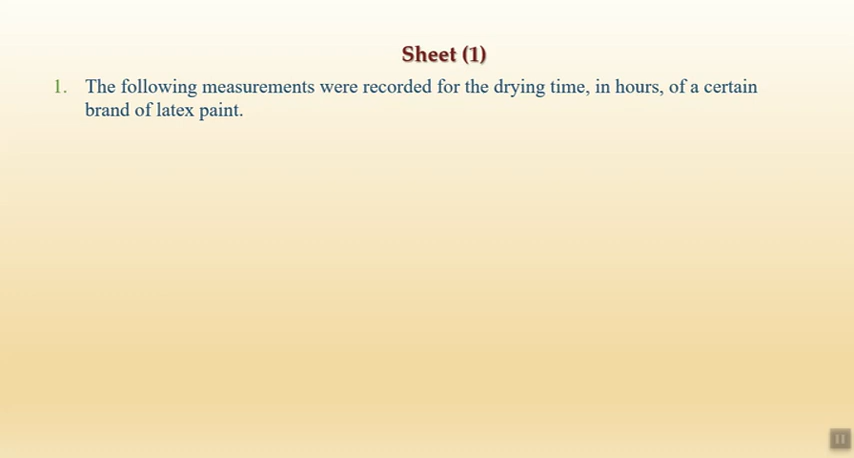 Sheet (1)
1. The following measurements were recorded for the drying time, in hours, of a certain
brand of latex paint.